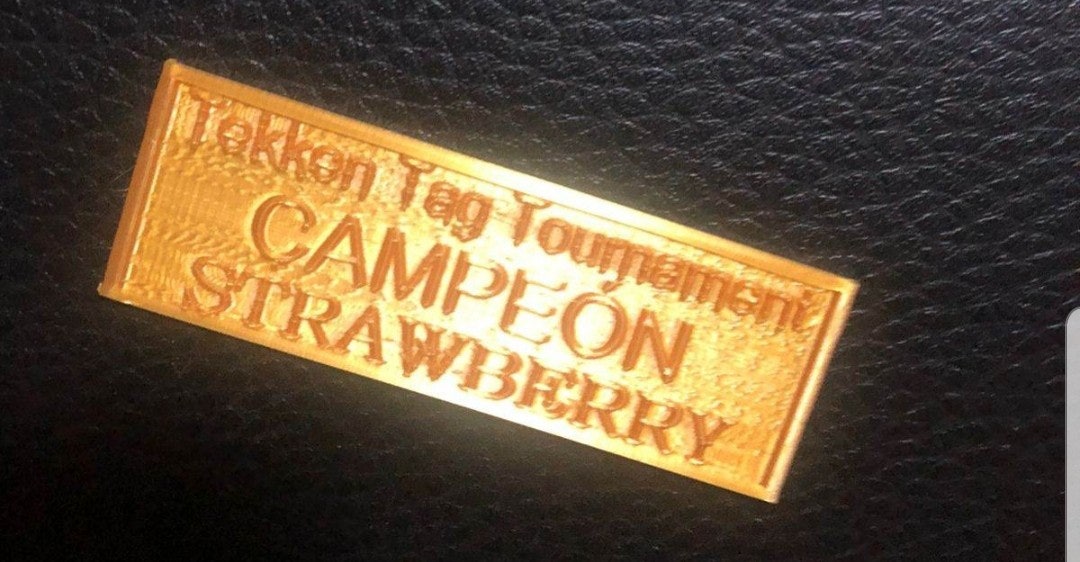 Tekken Tag Tournament
CAMPEÓN
STRAWBERRY